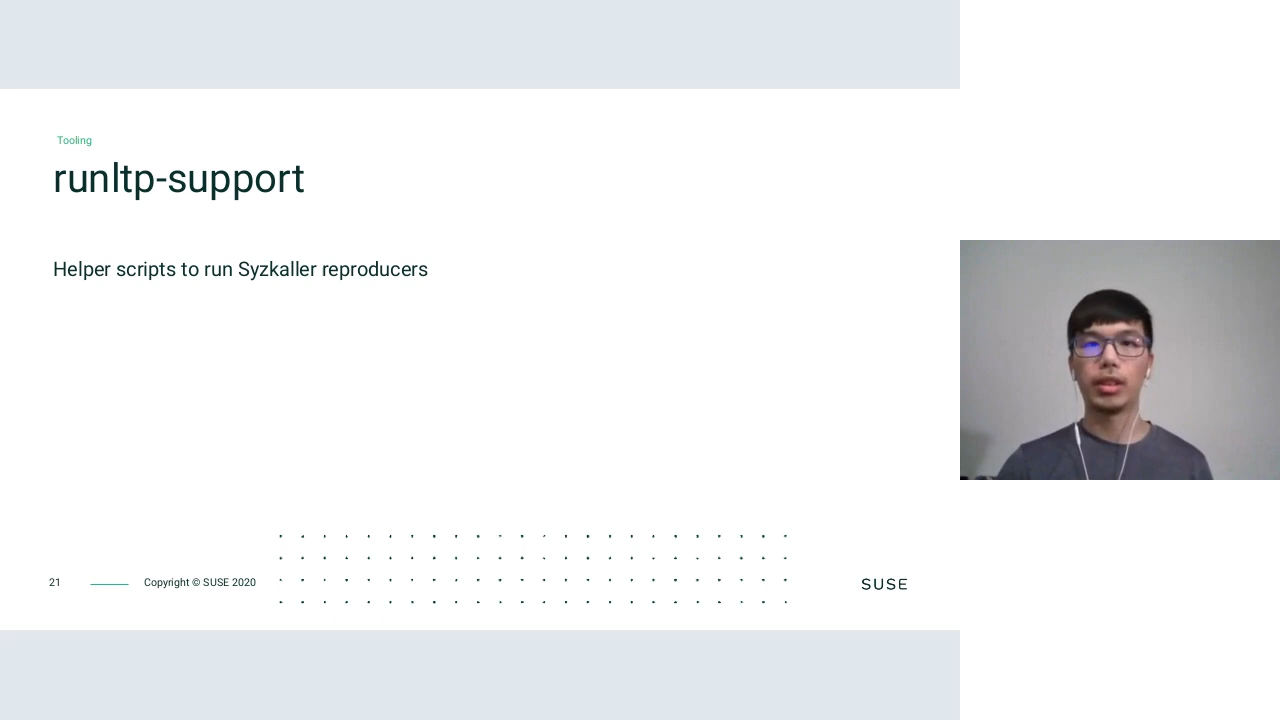 Tooling
runltp-support
Helper scripts to run Syzkaller reproducers
21
Copyright © SUSE 2020
SUSE